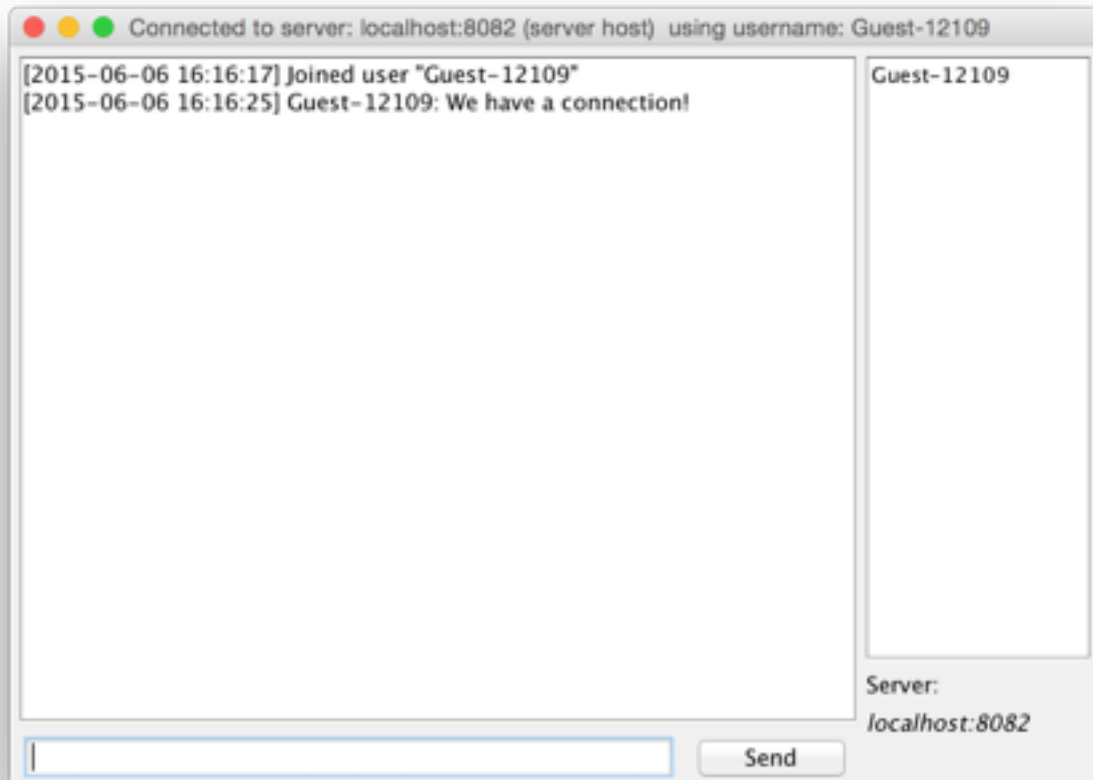 Connected to server: localhost:8082 (server host)  using username: Guest-12109
[2015-06-06 16:16:17] Joined user "Guest-12109"
[2015-06-06 16:16:25] Guest-12109: We have a connection!
Guest-12109
Server:
localhost:8082
Send